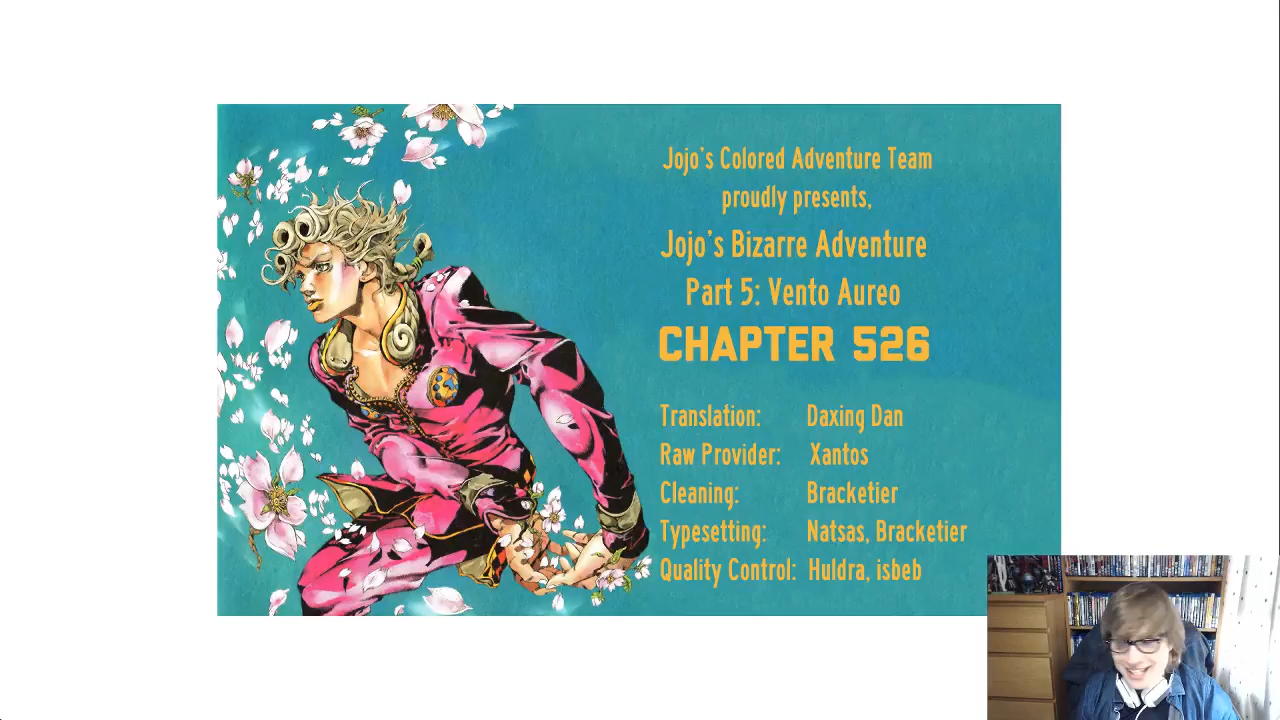 Jojo's Colored Adventure Team
proudly presents,
Jojo's Bizarre Adventure
Part 5: Vento Aureo
CHAPTER 526
Translation: Daxing Dan
Raw Provider: Xantos
Cleaning: Bracketier
Typesetting: Natsas, Bracketier
Quality Control: Huldra, isbeb